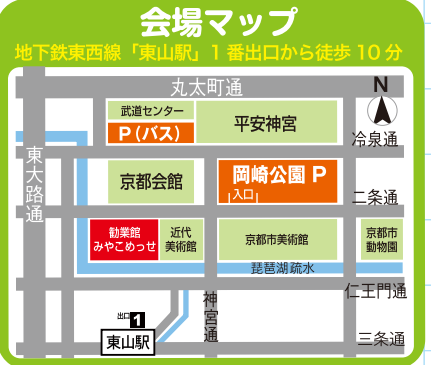 会場マップ
地下鉄東西線「東山駅」1番出口から徒歩10分
丸太町通
N
武道センター
P(バス)
平安神宮
冷泉通
東大路通
京都会館
岡崎公園 P
入口
二条通
勧業館
みやこめっせ
近代
美術館
京都市美術館
京都市
動物園
琵琶湖疏水
仁王門通
神宮通
出口1
東山駅
三条通